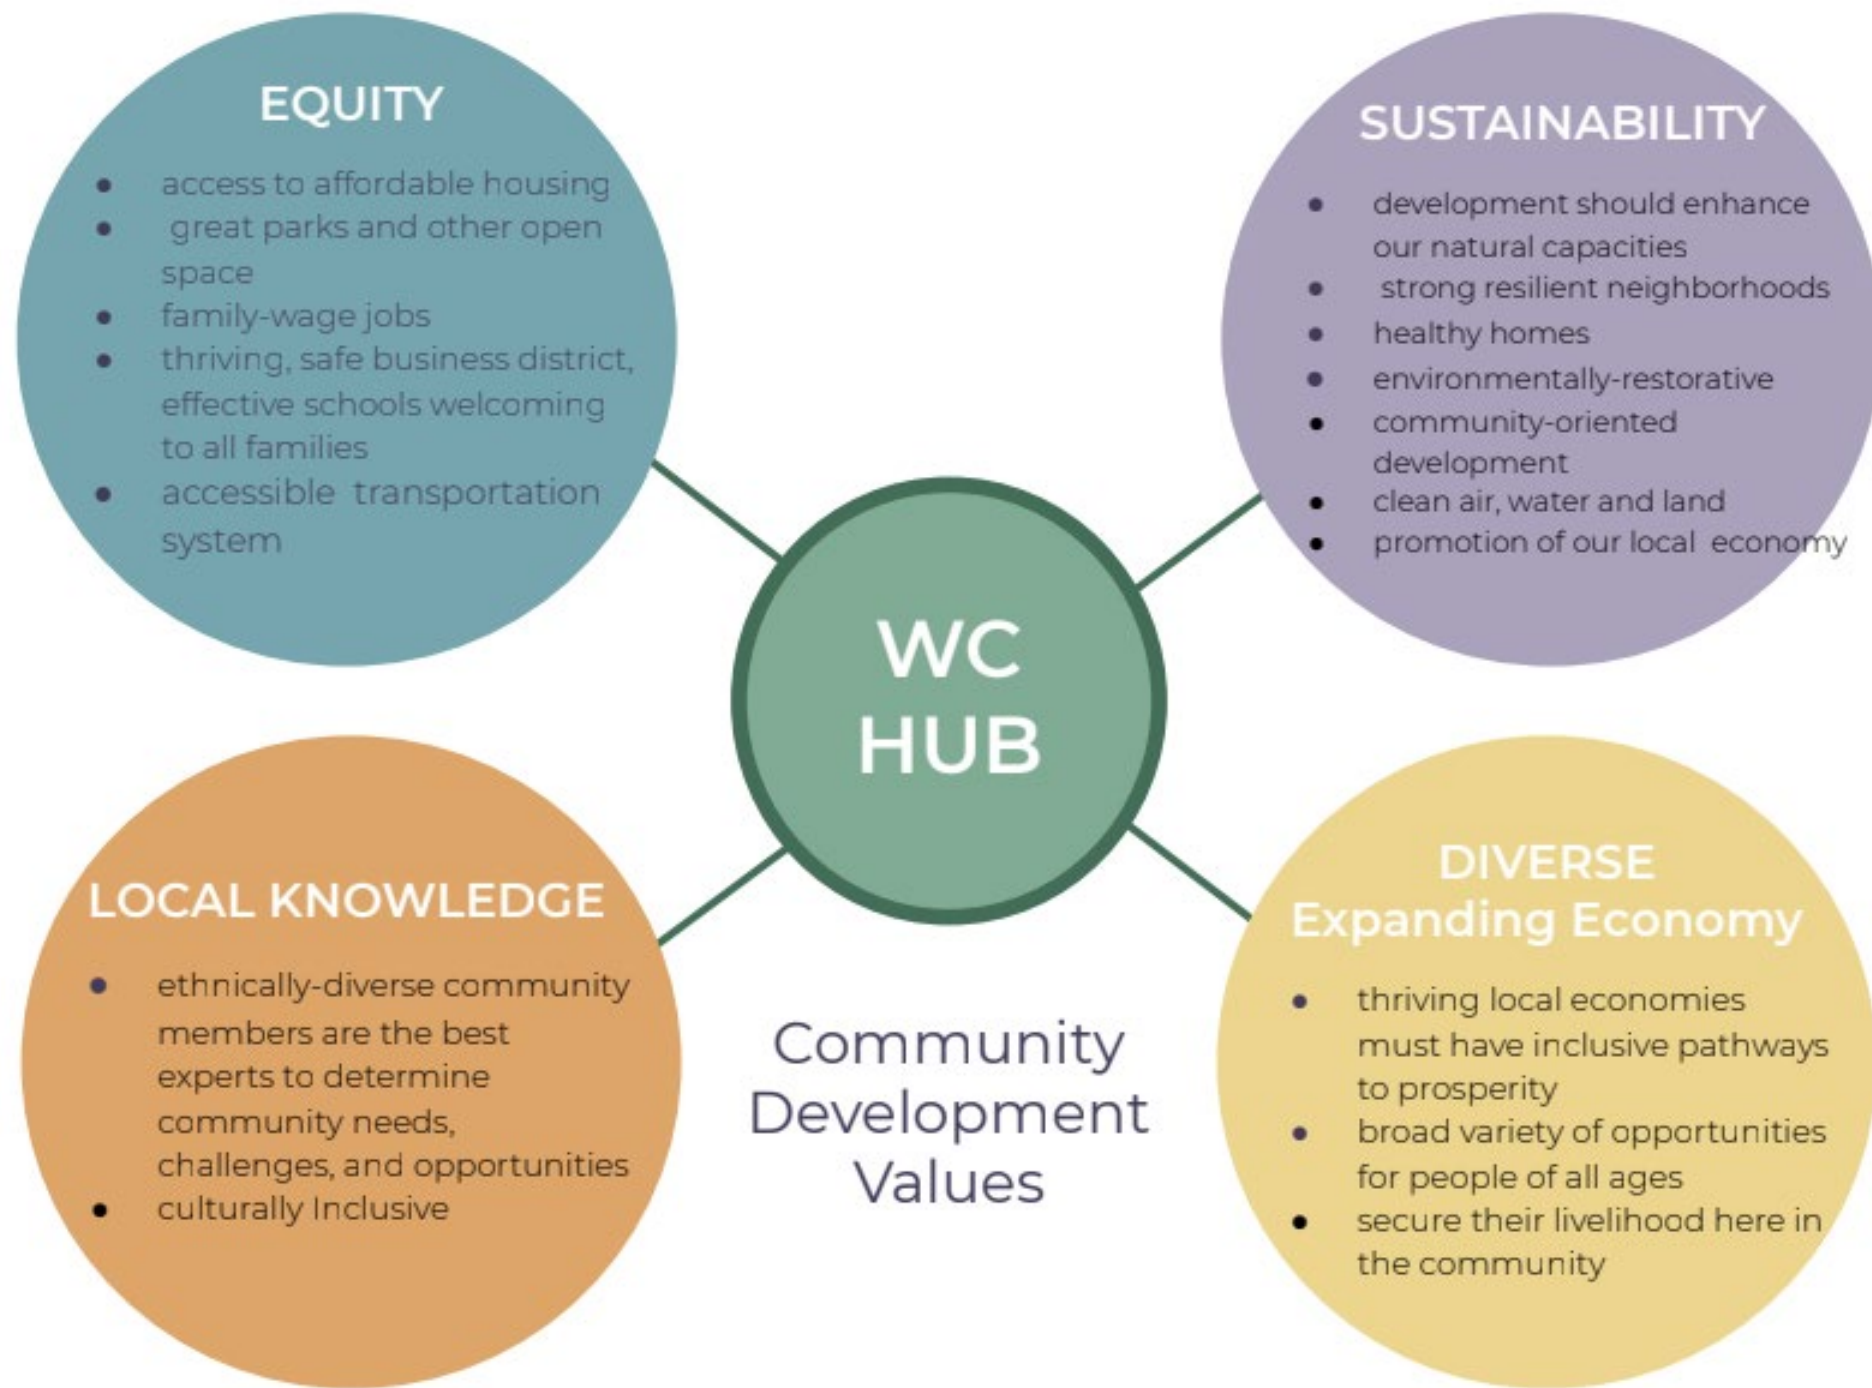 EQUITY
● access to affordable housing
● great parks and other open
space
● family-wage jobs
● thriving, safe business district,
effective schools welcoming
to all families
● accessible transportation
system
SUSTAINABILITY
● development should enhance
our natural capacities
● strong resilient neighborhoods
● healthy homes
● environmentally-restorative
● community-oriented
development
● clean air, water and land
● promotion of our local economy
WC
HUB
LOCAL KNOWLEDGE
● ethnically-diverse community
members are the best
experts to determine
community needs,
challenges, and opportunities
● culturally Inclusive
Community
Development
Values
DIVERSE
Expanding Economy
● thriving local economies
must have inclusive pathways
to prosperity
● broad variety of opportunities
for people of all ages
● secure their livelihood here in
the community